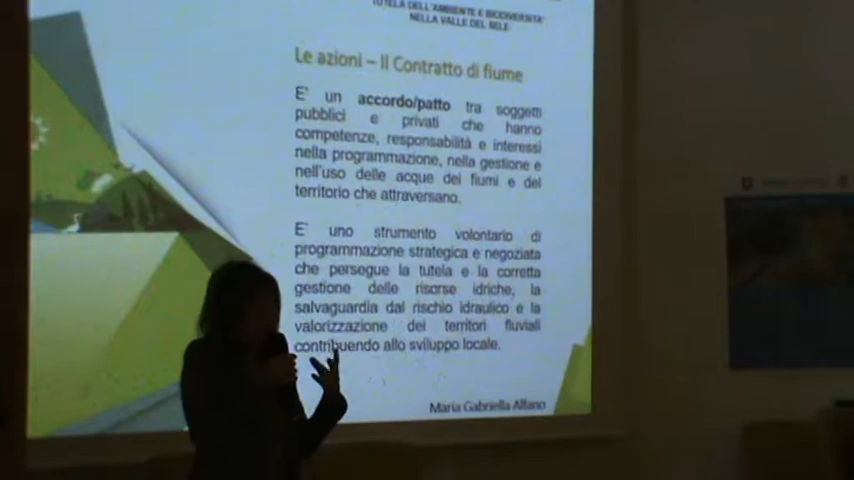 TUTELA DELL'AMBIENTE E BIODIVERSITA'
NELLA VALLE DEL SELE
Le azioni – Il Contratto di fiume
E' un accordo/patto tra soggetti
pubblici e privati che hanno
competenze, responsabilità e interessi
nella programmazione, nella gestione e
nell'uso delle acque dei fiumi e del
territorio che attraversano.
E' uno strumento volontario di
programmazione strategica e negoziata
che persegue la tutela e la corretta
gestione delle risorse idriche, la
salvaguardia dal rischio idraulico e la
valorizzazione dei territori fluviali
contribuendo allo sviluppo locale.
Maria Gabriella Alfano